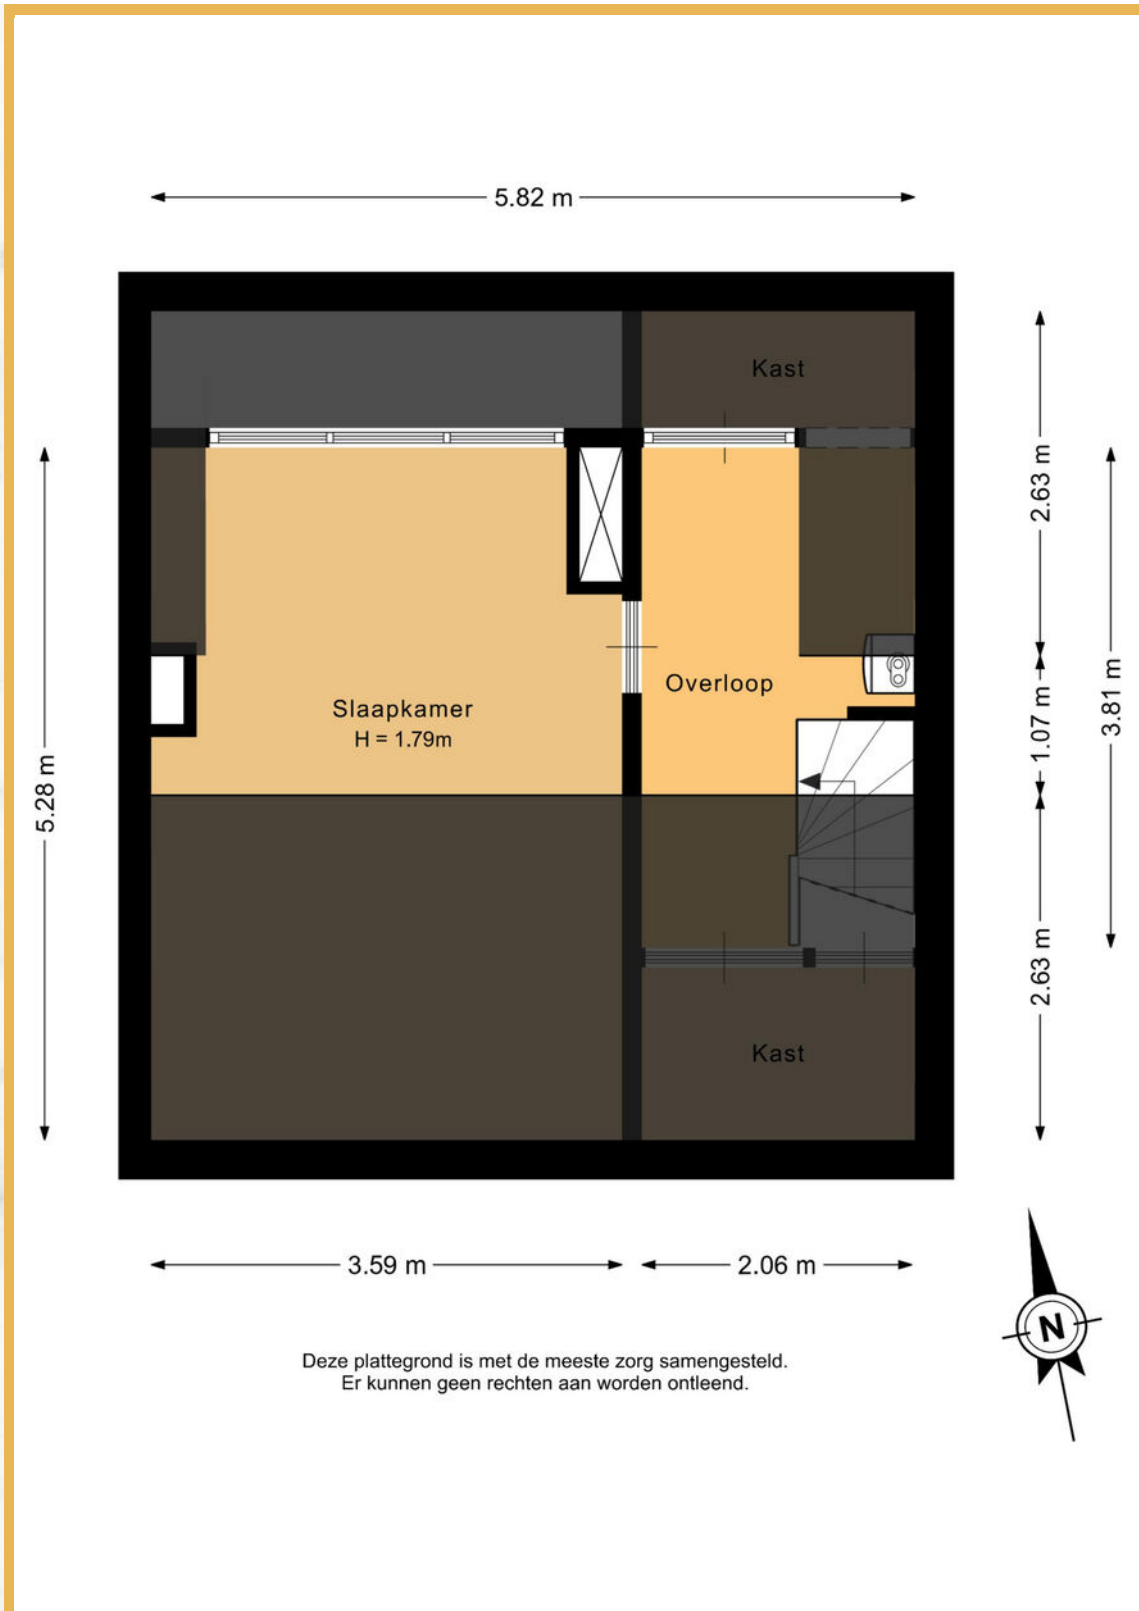 5.82 m
Kast
2.63 m
Overloop
Slaapkamer
H = 1.79m
1.07 m
3.81 m
5.28 m
2.63 m
Kast
3.59 m
2.06 m
N
Deze plattegrond is met de meeste zorg samengesteld.
Er kunnen geen rechten aan worden ontleend.